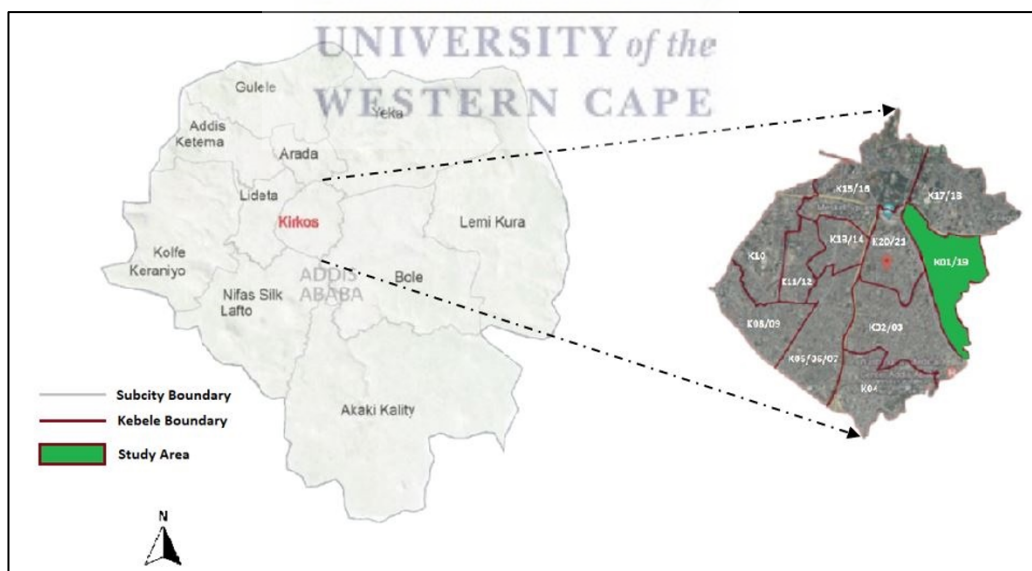 UNIVERSITY of the
WESTERN CAPE
Gulele
Yeka
Addis
Ketema
Arada
Lideta
Kirkos
Lemi Kura
Kolfe
Keraniyo
ADDIS
ABABA
Bole
Nifas Silk
Lafto
Akaki Kality
Subcity Boundary
Kebele Boundary
Study Area
N
K15/16
K17/18
K13/14
K20/21
K10
K01/19
K11/12
K08/09
K02/03
K05/06/07
K04